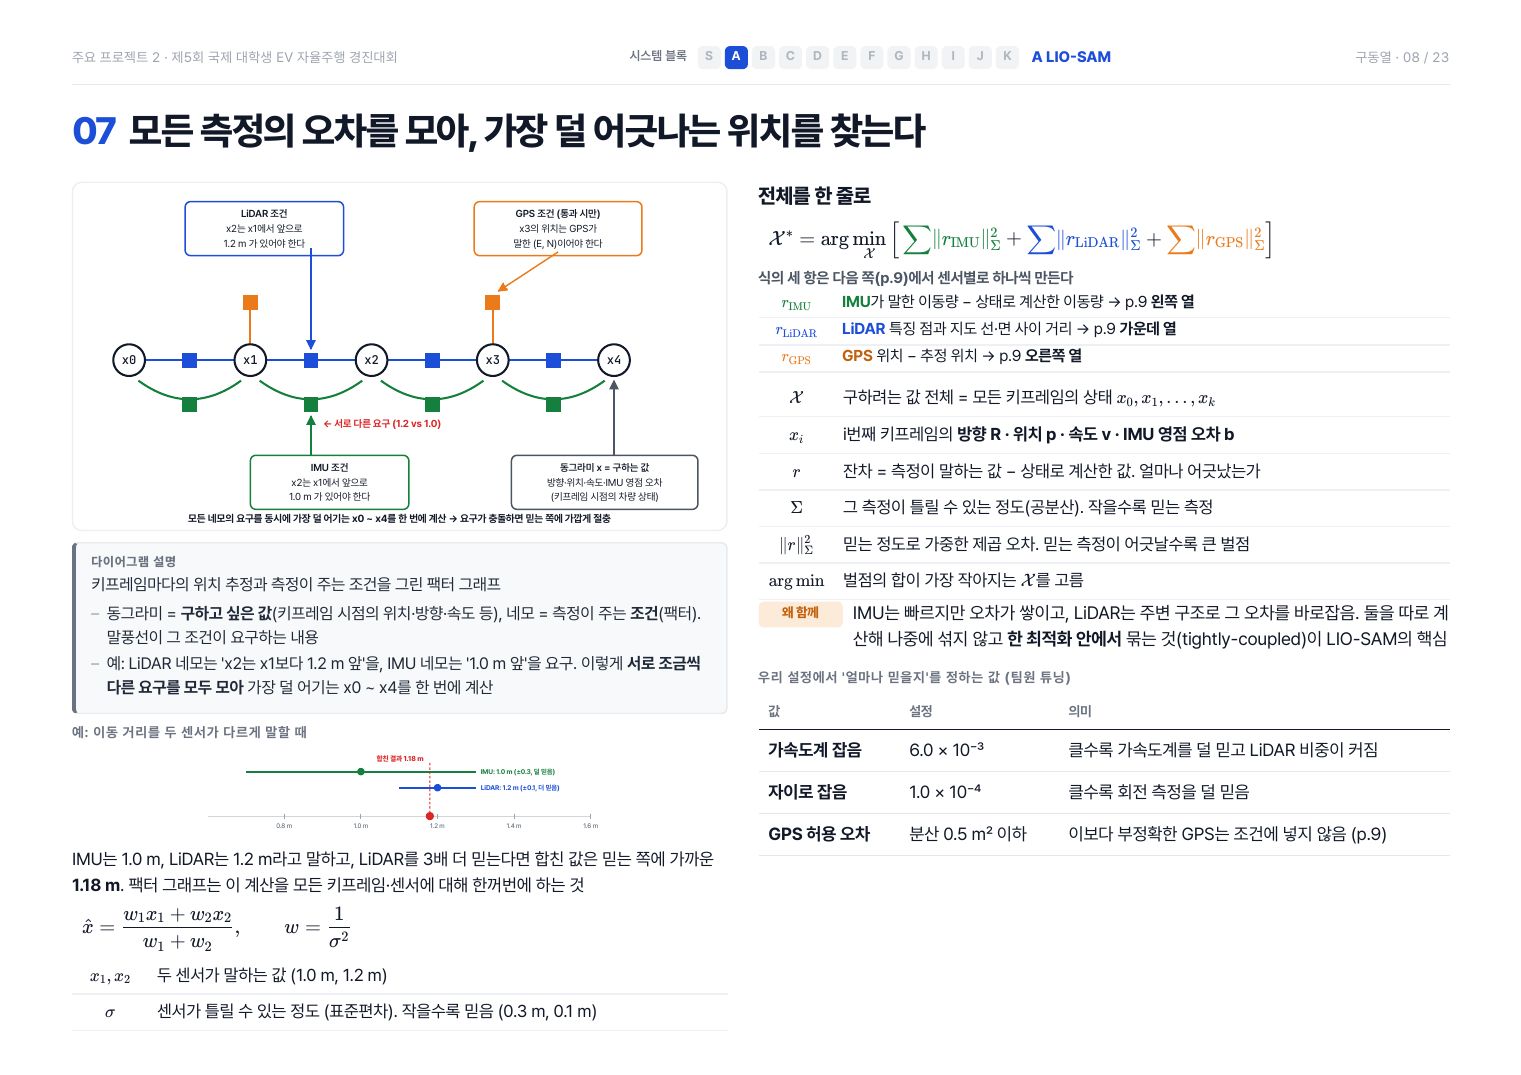 주요 프로젝트 2 · 제5회 국제 대학생 EV 자율주행 경진대회
시스템 블록 S A B C D E F G H I J K A LIO-SAM
구동열 · 08 / 23
07 모든 측정의 오차를 모아, 가장 덜 어긋나는 위치를 찾는다
LiDAR 조건
x2는 x1에서 앞으로
1.2 m 가 있어야 한다
GPS 조건 (통과 시만)
x3의 위치는 GPS가
말한 (E, N)이어야 한다
x0 x1 x2 x3 x4
← 서로 다른 요구 (1.2 vs 1.0)
IMU 조건
x2는 x1에서 앞으로
1.0 m 가 있어야 한다
동그라미 x = 구하는 값
방향·위치·속도·IMU 영점 오차
(키프레임 시점의 차량 상태)
모든 네모의 요구를 동시에 가장 덜 어기는 x0 ~ x4를 한 번에 계산 → 요구가 충돌하면 믿는 쪽에 가깝게 절충
다이어그램 설명
키프레임마다의 위치 추정과 측정이 주는 조건을 그린 팩터 그래프
– 동그라미 = 구하고 싶은 값(키프레임 시점의 위치·방향·속도 등), 네모 = 측정이 주는 조건(팩터).
말풍선이 그 조건이 요구하는 내용
– 예: LiDAR 네모는 'x2는 x1보다 1.2 m 앞'을, IMU 네모는 '1.0 m 앞'을 요구. 이렇게 서로 조금씩
다른 요구를 모두 모아 가장 덜 어기는 x0 ~ x4를 한 번에 계산
예: 이동 거리를 두 센서가 다르게 말할 때
합친 결과 1.18 m
IMU: 1.0 m (±0.3, 덜 믿음)
LiDAR: 1.2 m (±0.1, 더 믿음)
0.8 m 1.0 m 1.2 m 1.4 m 1.6 m
IMU는 1.0 m, LiDAR는 1.2 m라고 말하고, LiDAR를 3배 더 믿는다면 합친 값은 믿는 쪽에 가까운
1.18 m. 팩터 그래프는 이 계산을 모든 키프레임·센서에 대해 한꺼번에 하는 것
x̂ = (w₁x₁ + w₂x₂) / (w₁ + w₂), w = 1 / σ²
x₁, x₂ 두 센서가 말하는 값 (1.0 m, 1.2 m)
σ 센서가 틀릴 수 있는 정도 (표준편차). 작을수록 믿음 (0.3 m, 0.1 m)
전체를 한 줄로
𝒳* = arg min_𝒳 [ ∑‖r_IMU‖²_Σ + ∑‖r_LiDAR‖²_Σ + ∑‖r_GPS‖²_Σ ]
식의 세 항은 다음 쪽(p.9)에서 센서별로 하나씩 만든다
r_IMU IMU가 말한 이동량 − 상태로 계산한 이동량 → p.9 왼쪽 열
r_LiDAR LiDAR 특징 점과 지도 선·면 사이 거리 → p.9 가운데 열
r_GPS GPS 위치 − 추정 위치 → p.9 오른쪽 열
𝒳 구하려는 값 전체 = 모든 키프레임의 상태 x₀, x₁, . . . , x_k
x_i i번째 키프레임의 방향 R · 위치 p · 속도 v · IMU 영점 오차 b
r 잔차 = 측정이 말하는 값 − 상태로 계산한 값. 얼마나 어긋났는가
Σ 그 측정이 틀릴 수 있는 정도(공분산). 작을수록 믿는 측정
‖r‖²_Σ 믿는 정도로 가중한 제곱 오차. 믿는 측정이 어긋날수록 큰 벌점
arg min 벌점의 합이 가장 작아지는 𝒳를 고름
왜 함께 IMU는 빠르지만 오차가 쌓이고, LiDAR는 주변 구조로 그 오차를 바로잡음. 둘을 따로 계
산해 나중에 섞지 않고 한 최적화 안에서 묶는 것(tightly-coupled)이 LIO-SAM의 핵심
우리 설정에서 '얼마나 믿을지'를 정하는 값 (팀원 튜닝)
값 설정 의미
가속도계 잡음 6.0 × 10⁻³ 클수록 가속도계를 덜 믿고 LiDAR 비중이 커짐
자이로 잡음 1.0 × 10⁻⁴ 클수록 회전 측정을 덜 믿음
GPS 허용 오차 분산 0.5 m² 이하 이보다 부정확한 GPS는 조건에 넣지 않음 (p.9)